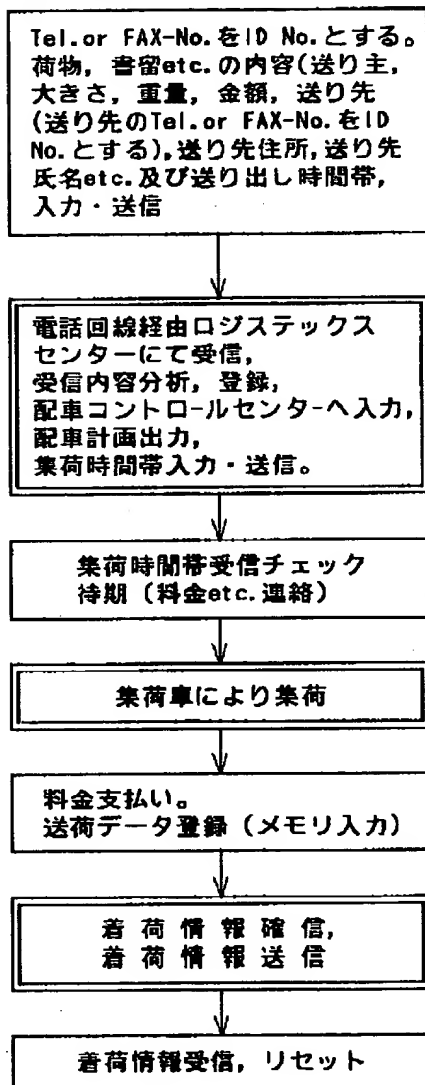 Tel.or FAX-No.をID No.とする。
荷物，書留etc.の内容(送り主，
大きさ，重量，金額，送り先
(送り先のTel.or FAX-No.をID
No.とする),送り先住所,送り先
氏名etc.及び送り出し時間帯，
入力・送信
電話回線経由ロジステックス
センターにて受信，
受信内容分析，登録，
配車コントロールセンターへ入力，
配車計画出力，
集荷時間帯入力・送信。
集荷時間帯受信チェック
待期（料金etc.連絡）
集荷車により集荷
料金支払い。
送荷データ登録（メモリ入力）
着荷情報確信，
着荷情報送信
着荷情報受信，リセット